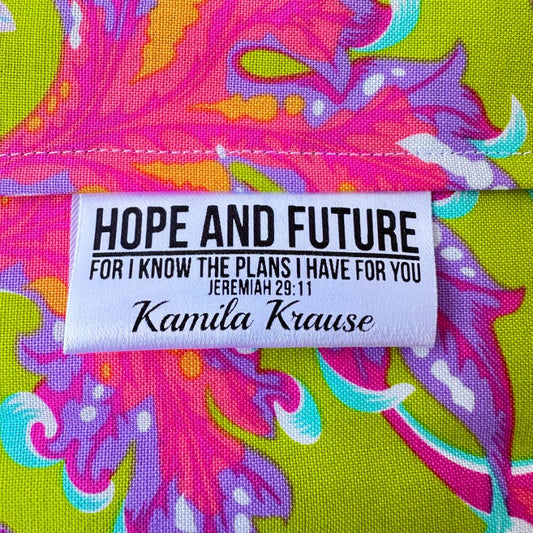 HOPE AND FUTURE
FOR I KNOW THE PLANS I HAVE FOR YOU
JEREMIAH 29:11
Kamila Krause